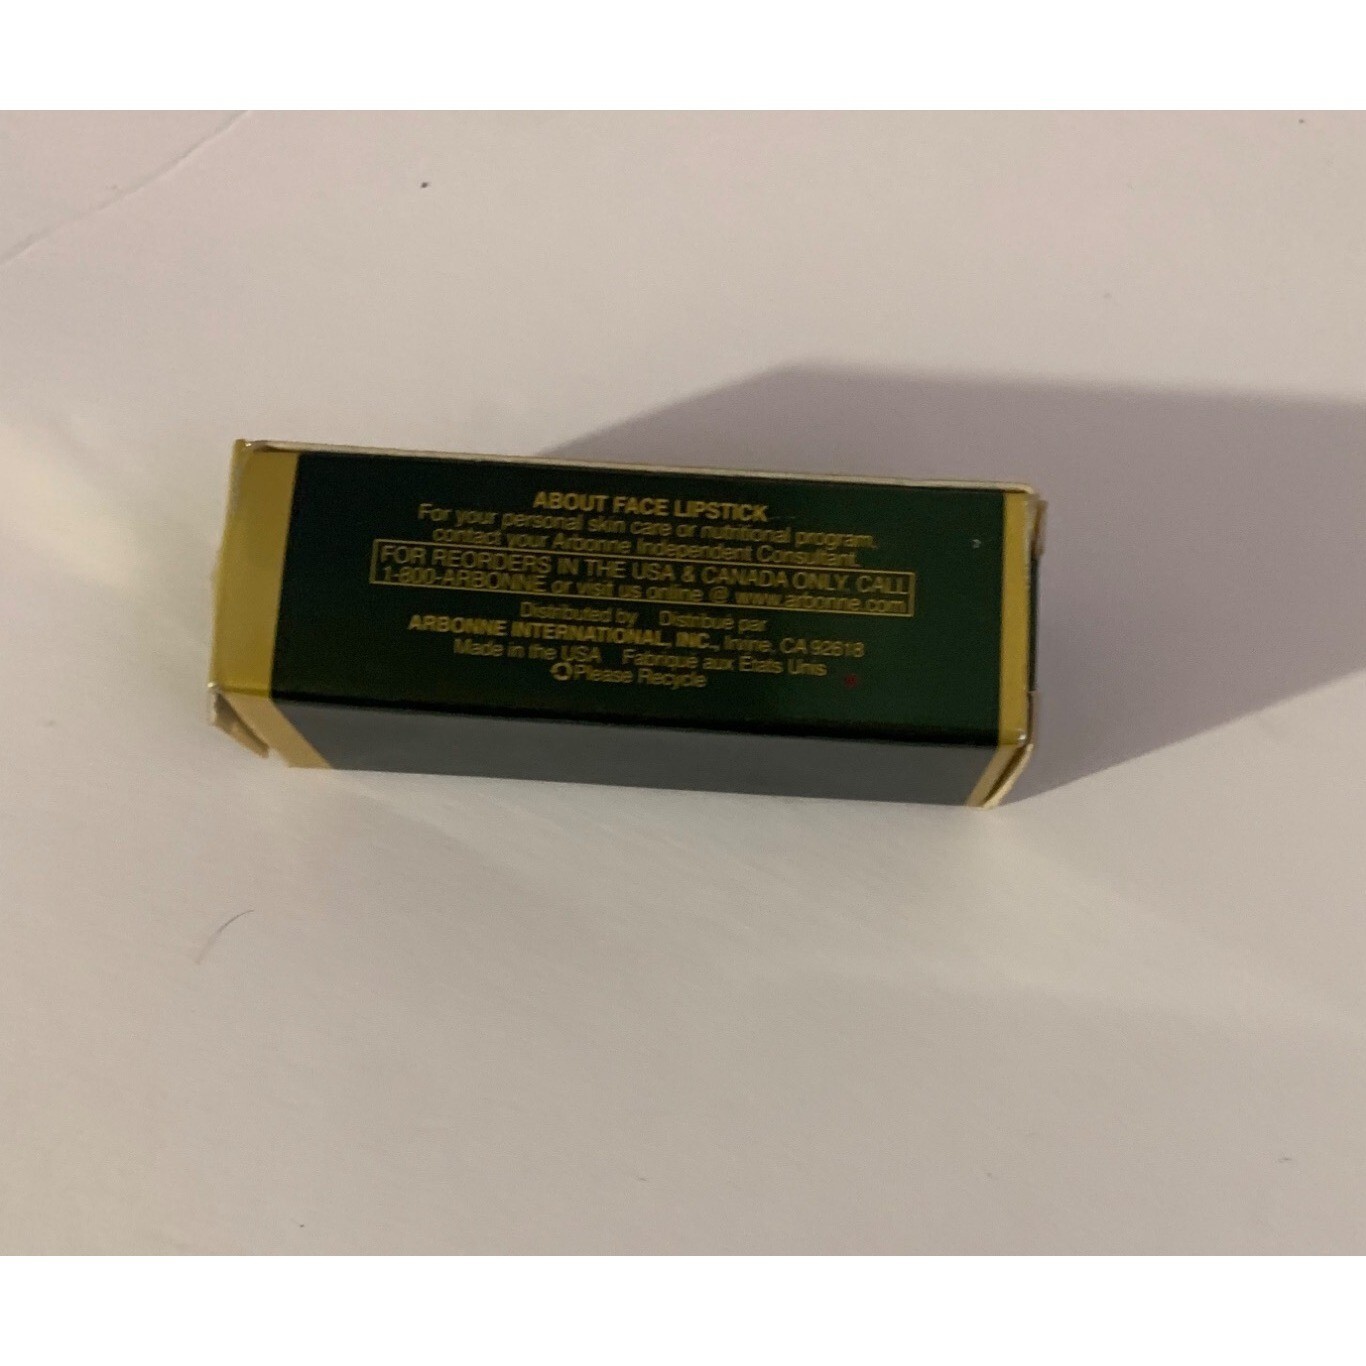 ABOUT FACE LIPSTICK
For your personal skin care or nutritional program,
contact your Arbonne Independent Consultant.
FOR REORDERS IN THE USA & CANADA ONLY, CALL
1-800-ARBONNE or visit us online @ www.arbonne.com
Distributed by Distribué par
ARBONNE INTERNATIONAL, INC., Irvine, CA 92618
Made in the USA Fabriqué aux Etats Unis
Please Recycle